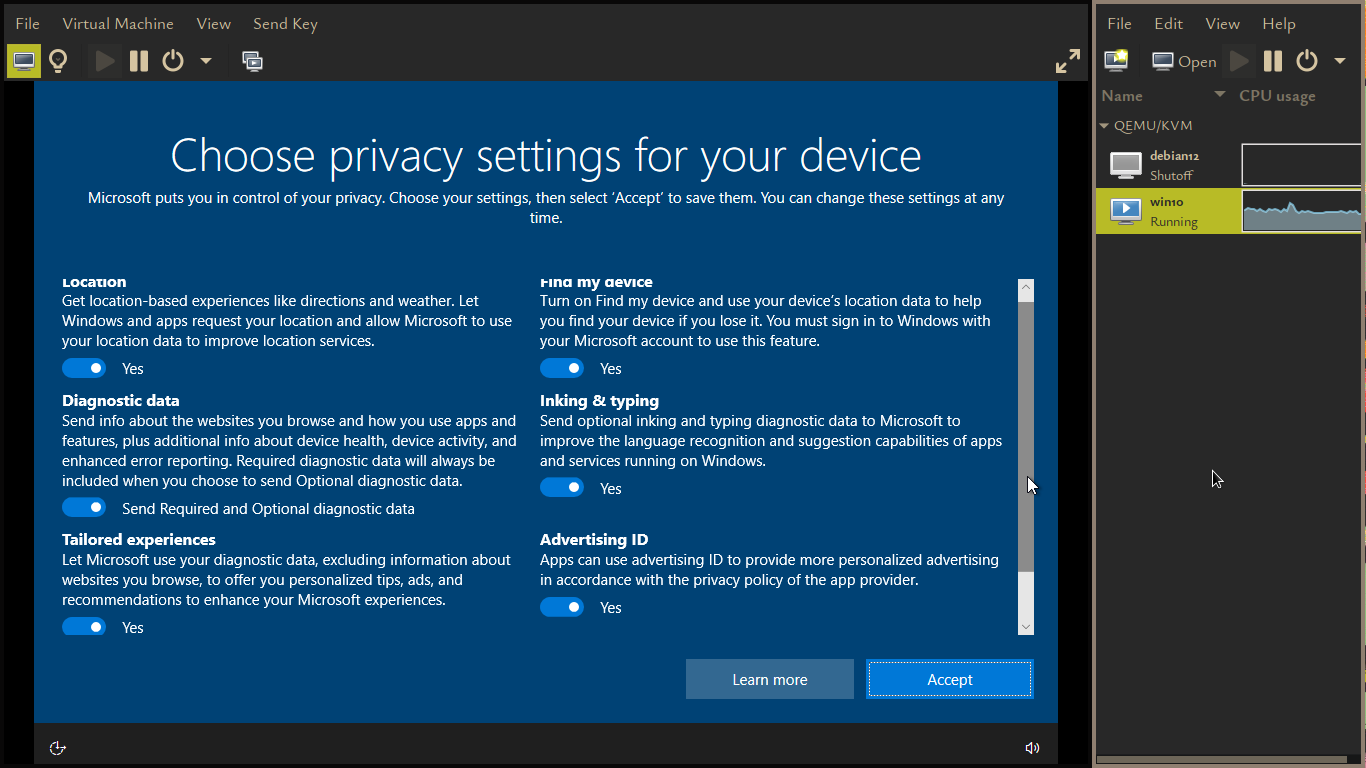 File Virtual Machine View Send Key
Choose privacy settings for your device
Microsoft puts you in control of your privacy. Choose your settings, then select ‘Accept’ to save them. You can change these settings at any
time.
Location
Get location-based experiences like directions and weather. Let
Windows and apps request your location and allow Microsoft to use
your location data to improve location services.
Yes
Find my device
Turn on Find my device and use your device’s location data to help
you find your device if you lose it. You must sign in to Windows with
your Microsoft account to use this feature.
Yes
Diagnostic data
Send info about the websites you browse and how you use apps and
features, plus additional info about device health, device activity, and
enhanced error reporting. Required diagnostic data will always be
included when you choose to send Optional diagnostic data.
Send Required and Optional diagnostic data
Inking & typing
Send optional inking and typing diagnostic data to Microsoft to
improve the language recognition and suggestion capabilities of apps
and services running on Windows.
Yes
Tailored experiences
Let Microsoft use your diagnostic data, excluding information about
websites you browse, to offer you personalized tips, ads, and
recommendations to enhance your Microsoft experiences.
Yes
Advertising ID
Apps can use advertising ID to provide more personalized advertising
in accordance with the privacy policy of the app provider.
Yes
Learn more
Accept
File Edit View Help
Open
Name CPU usage
QEMU/KVM
debian12
Shutoff
win10
Running